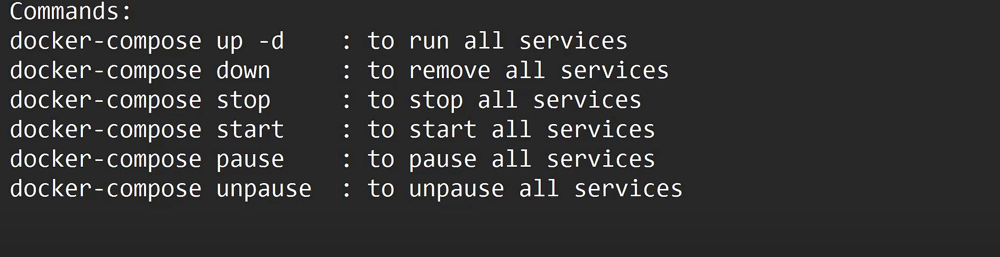 Commands:
docker-compose up -d    : to run all services
docker-compose down     : to remove all services
docker-compose stop     : to stop all services
docker-compose start    : to start all services
docker-compose pause    : to pause all services
docker-compose unpause  : to unpause all services